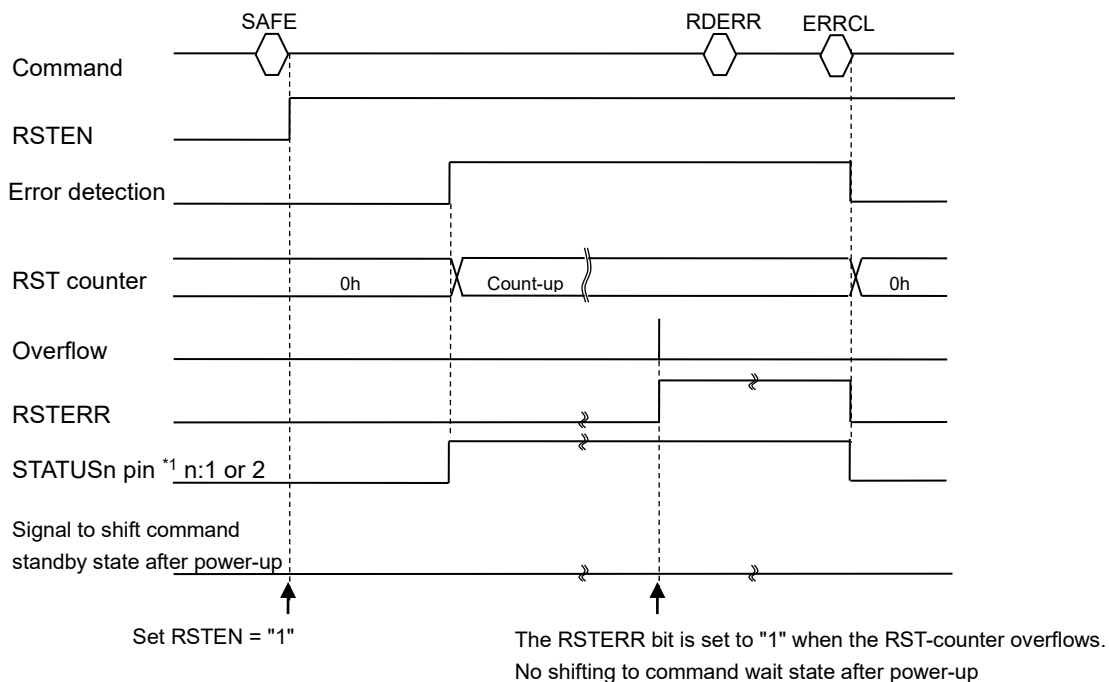 SAFE RDERR ERRCL
Command
RSTEN
Error detection
RST counter 0h Count-up 0h
Overflow
RSTERR
STATUSn pin *1 n:1 or 2
Signal to shift command
standby state after power-up
Set RSTEN = "1"
The RSTERR bit is set to "1" when the RST-counter overflows.
No shifting to command wait state after power-up